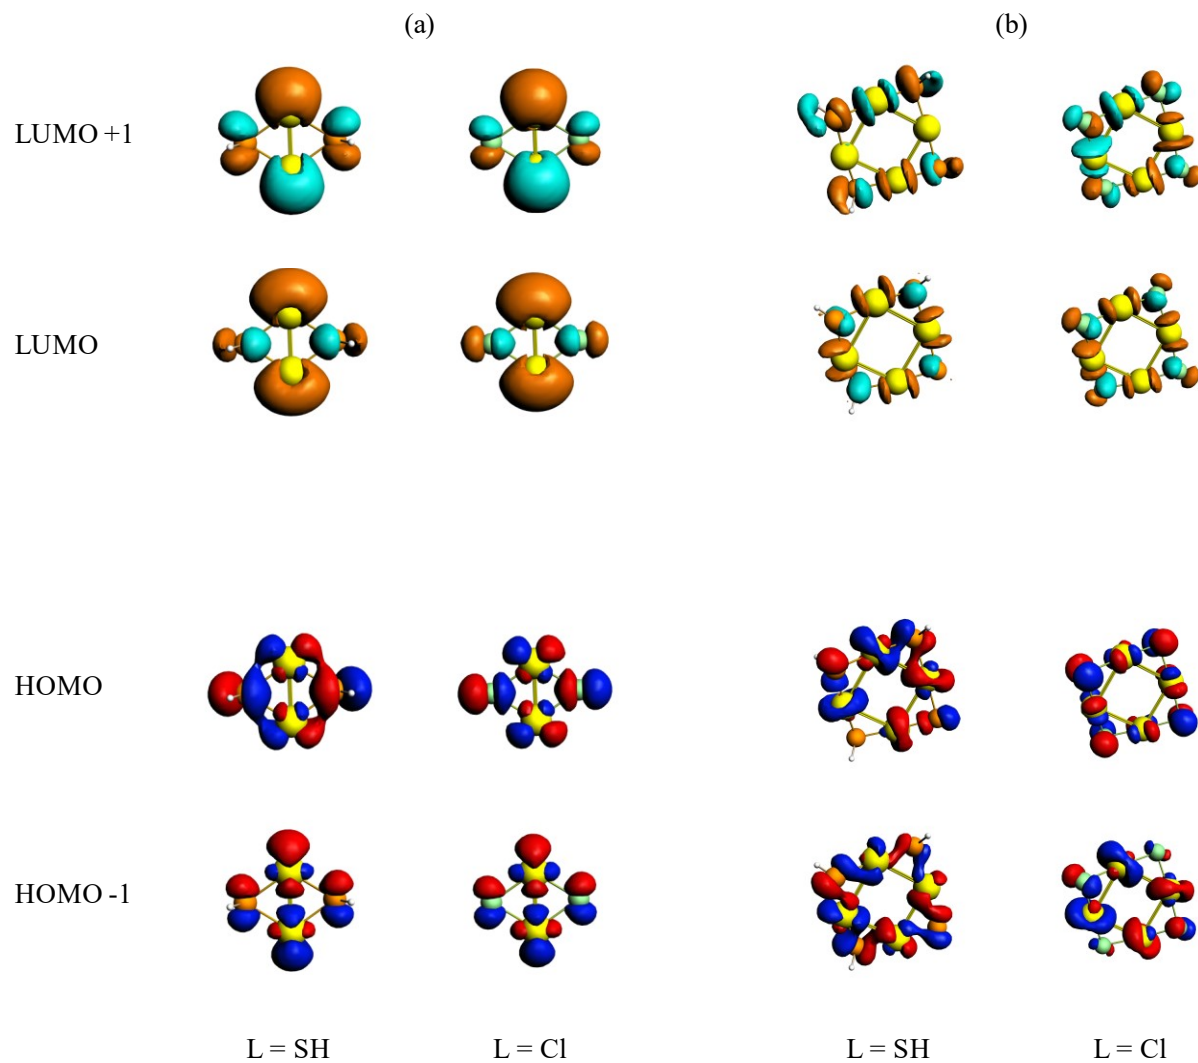 (a) (b)
LUMO +1
LUMO
HOMO
HOMO -1
L = SH L = Cl L = SH L = Cl